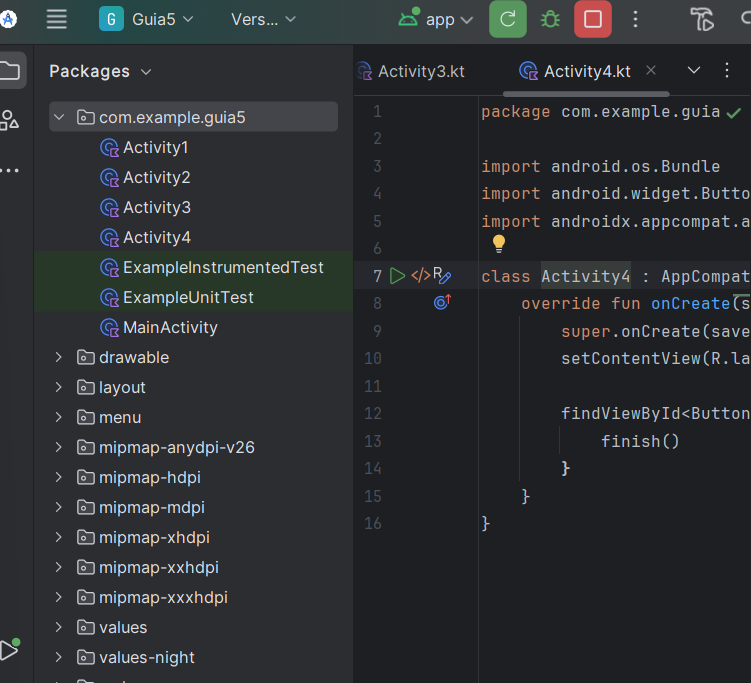 G Guia5 Vers... app
Packages
com.example.guia5
Activity1
Activity2
Activity3
Activity4
ExampleInstrumentedTest
ExampleUnitTest
MainActivity
drawable
layout
menu
mipmap-anydpi-v26
mipmap-hdpi
mipmap-mdpi
mipmap-xhdpi
mipmap-xxhdpi
mipmap-xxxhdpi
values
values-night
Activity3.kt Activity4.kt
1 package com.example.guia
2
3 import android.os.Bundle
4 import android.widget.Butto
5 import androidx.appcompat.a
6
7 class Activity4 : AppCompat
8 override fun onCreate(s
9 super.onCreate(save
10 setContentView(R.la
11
12 findViewById<Button
13 finish()
14 }
15 }
16 }